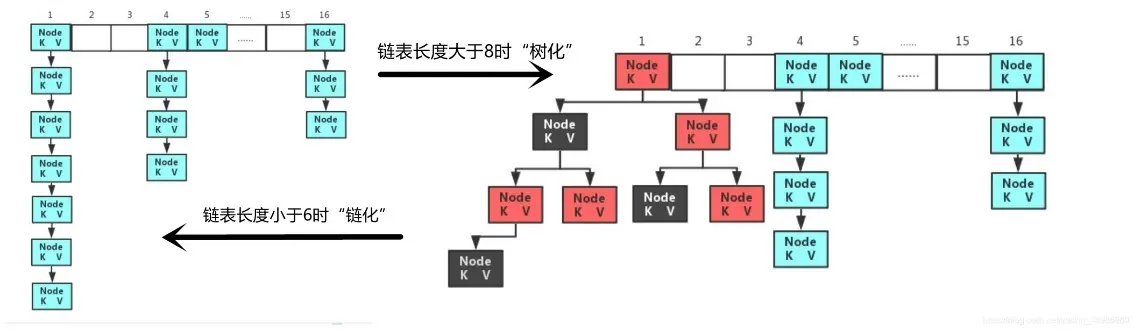 1 2 3 4 5 ...... 15 16
Node Node Node Node
K V K V K V ...... K V
Node Node Node
K V K V K V
Node Node Node
K V K V K V
Node Node
K V K V
Node
K V
Node
K V
Node
K V
链表长度大于8时“树化”
链表长度小于6时“链化”
1 2 3 4 5 ...... 15 16
Node Node Node Node
K V K V K V ...... K V
Node Node Node Node
K V K V K V K V
Node Node Node Node Node Node
K V K V K V K V K V K V
Node Node
K V K V